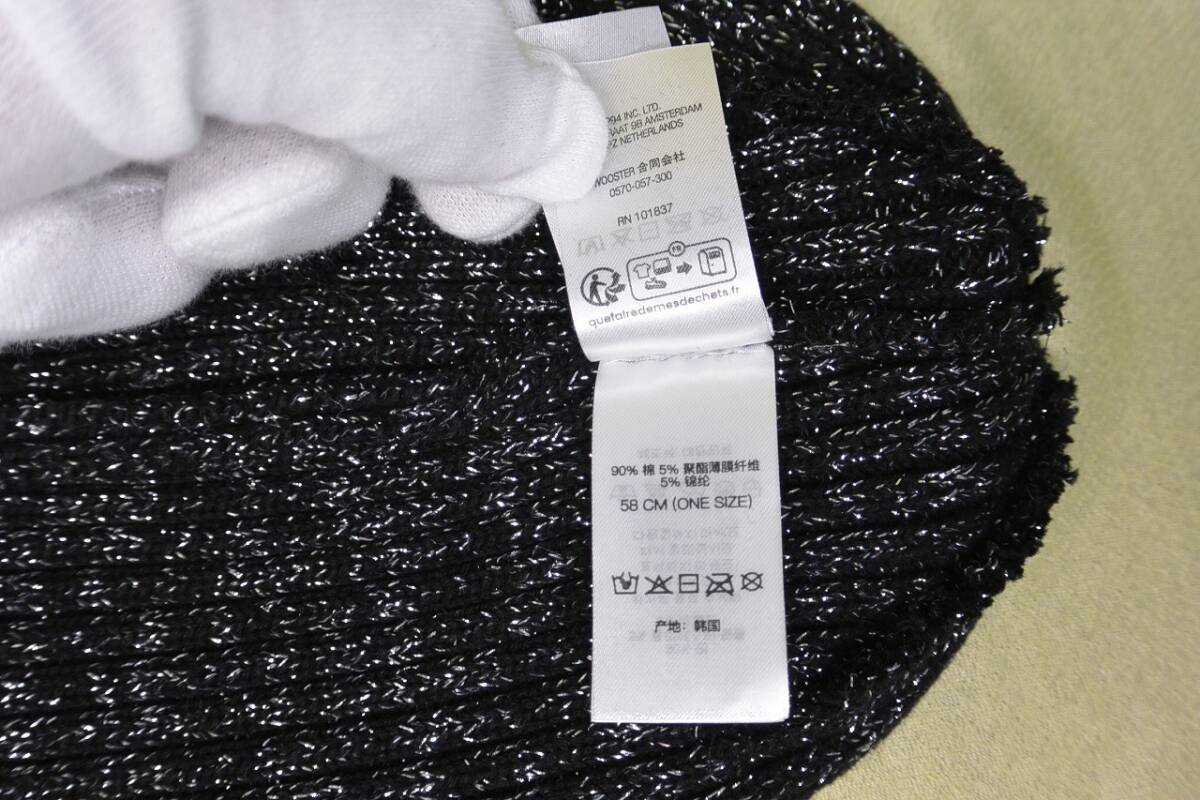 INC. LTD.
9B AMSTERDAM
NETHERLANDS
WOOSTER 合同会社
0570-057-300
RN 101837
FR
quefairedemesdechets.fr
90% 棉 5% 聚酯薄膜纤维
5% 锦纶
58 CM (ONE SIZE)
产地：韩国